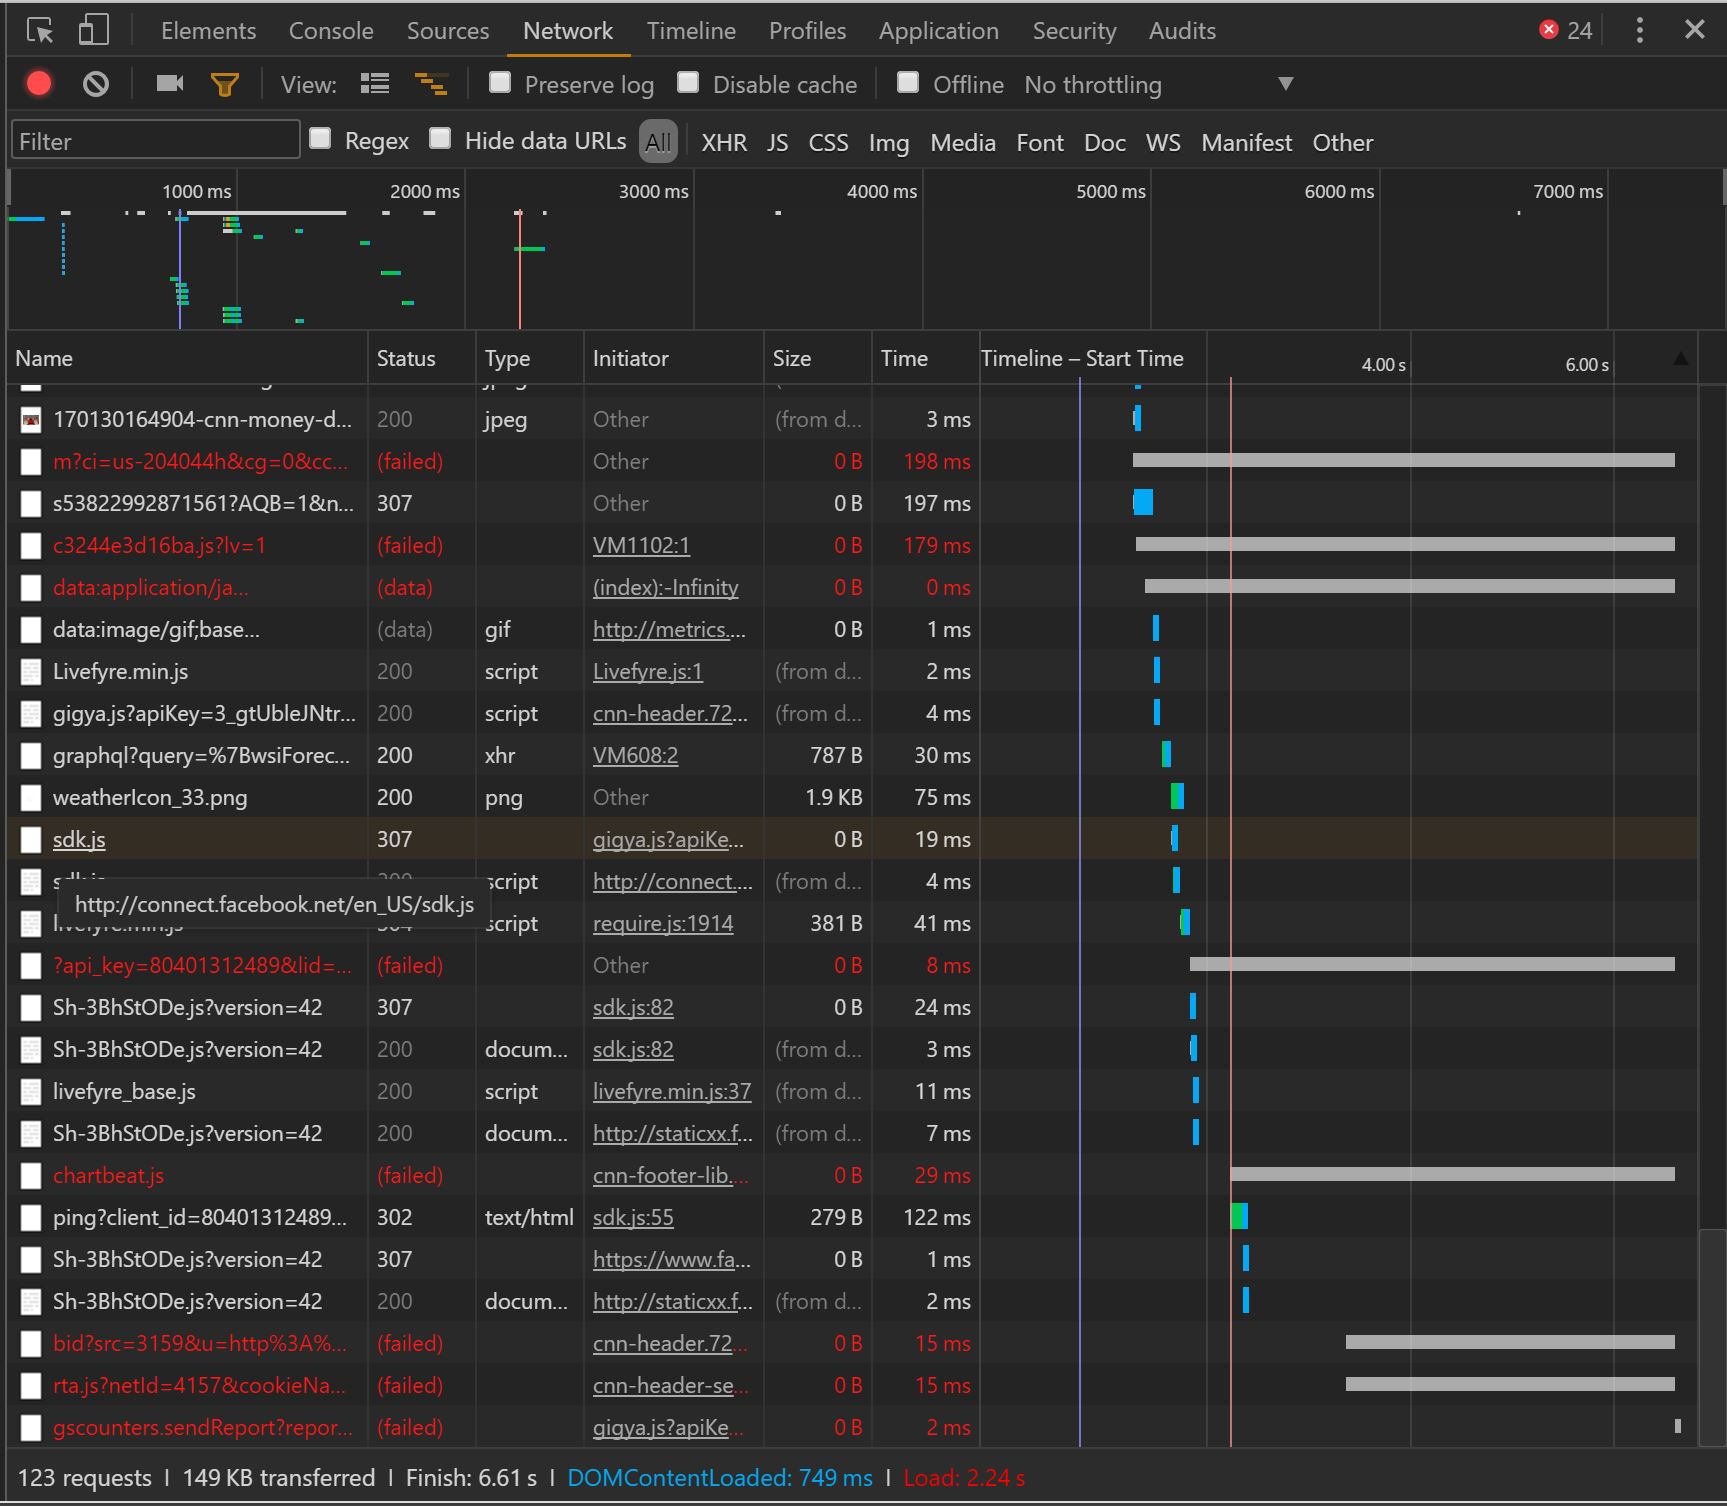 Elements Console Sources Network Timeline Profiles Application Security Audits 24
View: Preserve log Disable cache Offline No throttling
Filter Regex Hide data URLs All XHR JS CSS Img Media Font Doc WS Manifest Other
1000 ms 2000 ms 3000 ms 4000 ms 5000 ms 6000 ms 7000 ms
Name Status Type Initiator Size Time Timeline – Start Time 4.00 s 6.00 s
170130164904-cnn-money-d... 200 jpeg Other (from d... 3 ms
m?ci=us-204044h&cg=0&cc... (failed) Other 0 B 198 ms
s53822992871561?AQB=1&n... 307 Other 0 B 197 ms
c3244e3d16ba.js?lv=1 (failed) VM1102:1 0 B 179 ms
data:application/ja... (data) (index):-Infinity 0 B 0 ms
data:image/gif;base... (data) gif http://metrics.... 0 B 1 ms
Livefyre.min.js 200 script Livefyre.js:1 (from d... 2 ms
gigya.js?apiKey=3_gtUbleJNtr... 200 script cnn-header.72... (from d... 4 ms
graphql?query=%7BwsiForec... 200 xhr VM608:2 787 B 30 ms
weatherIcon_33.png 200 png Other 1.9 KB 75 ms
sdk.js 307 gigya.js?apiKe... 0 B 19 ms
sdk.js 200 script http://connect.... (from d... 4 ms
http://connect.facebook.net/en_US/sdk.js
livefyre.min.js 304 script require.js:1914 381 B 41 ms
?api_key=80401312489&lid=... (failed) Other 0 B 8 ms
Sh-3BhStODe.js?version=42 307 sdk.js:82 0 B 24 ms
Sh-3BhStODe.js?version=42 200 docum... sdk.js:82 (from d... 3 ms
livefyre_base.js 200 script livefyre.min.js:37 (from d... 11 ms
Sh-3BhStODe.js?version=42 200 docum... http://staticxx.f... (from d... 7 ms
chartbeat.js (failed) cnn-footer-lib.... 0 B 29 ms
ping?client_id=80401312489... 302 text/html sdk.js:55 279 B 122 ms
Sh-3BhStODe.js?version=42 307 https://www.fa... 0 B 1 ms
Sh-3BhStODe.js?version=42 200 docum... http://staticxx.f... (from d... 2 ms
bid?src=3159&u=http%3A%... (failed) cnn-header.72... 0 B 15 ms
rta.js?netId=4157&cookieNa... (failed) cnn-header-se... 0 B 15 ms
gscounters.sendReport?repor... (failed) gigya.js?apiKe... 0 B 2 ms
123 requests | 149 KB transferred | Finish: 6.61 s | DOMContentLoaded: 749 ms | Load: 2.24 s